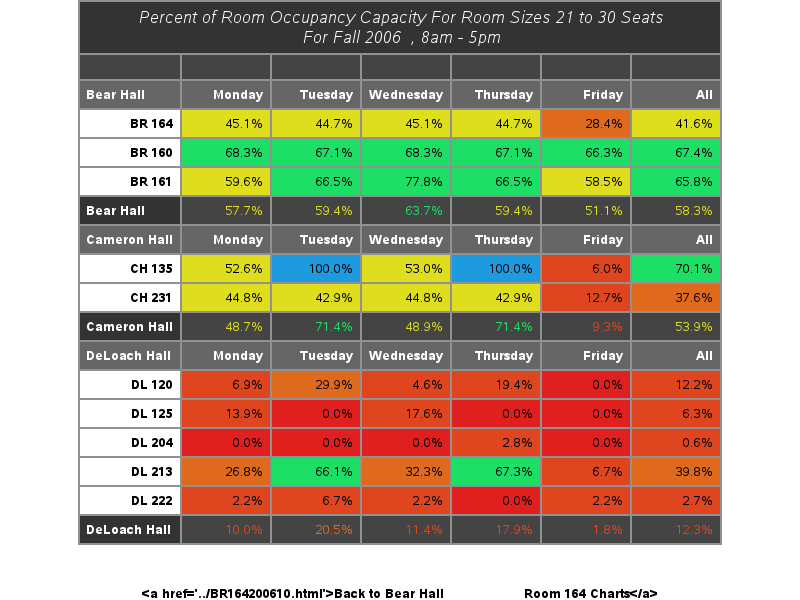 Percent of Room Occupancy Capacity For Room Sizes 21 to 30 Seats
For Fall 2006 , 8am - 5pm
Bear Hall Monday Tuesday Wednesday Thursday Friday All
BR 164 45.1% 44.7% 45.1% 44.7% 28.4% 41.6%
BR 160 68.3% 67.1% 68.3% 67.1% 66.3% 67.4%
BR 161 59.6% 66.5% 77.8% 66.5% 58.5% 65.8%
Bear Hall 57.7% 59.4% 63.7% 59.4% 51.1% 58.3%
Cameron Hall Monday Tuesday Wednesday Thursday Friday All
CH 135 52.6% 100.0% 53.0% 100.0% 6.0% 70.1%
CH 231 44.8% 42.9% 44.8% 42.9% 12.7% 37.6%
Cameron Hall 48.7% 71.4% 48.9% 71.4% 9.3% 53.9%
DeLoach Hall Monday Tuesday Wednesday Thursday Friday All
DL 120 6.9% 29.9% 4.6% 19.4% 0.0% 12.2%
DL 125 13.9% 0.0% 17.6% 0.0% 0.0% 6.3%
DL 204 0.0% 0.0% 0.0% 2.8% 0.0% 0.6%
DL 213 26.8% 66.1% 32.3% 67.3% 6.7% 39.8%
DL 222 2.2% 6.7% 2.2% 0.0% 2.2% 2.7%
DeLoach Hall 10.0% 20.5% 11.4% 17.9% 1.8% 12.3%
<a href='../BR164200610.html'>Back to Bear Hall Room 164 Charts</a>